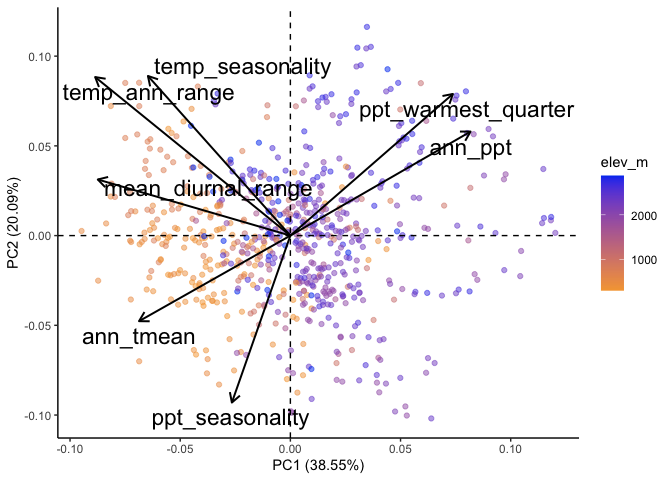 0.10
0.05
0.00
-0.05
-0.10
PC2 (20.09%)
temp_seasonality
temp_ann_range
ppt_warmest_quarter
ann_ppt
mean_diurnal_range
ann_tmean
ppt_seasonality
-0.10
-0.05
0.00
0.05
0.10
PC1 (38.55%)
elev_m
2000
1000